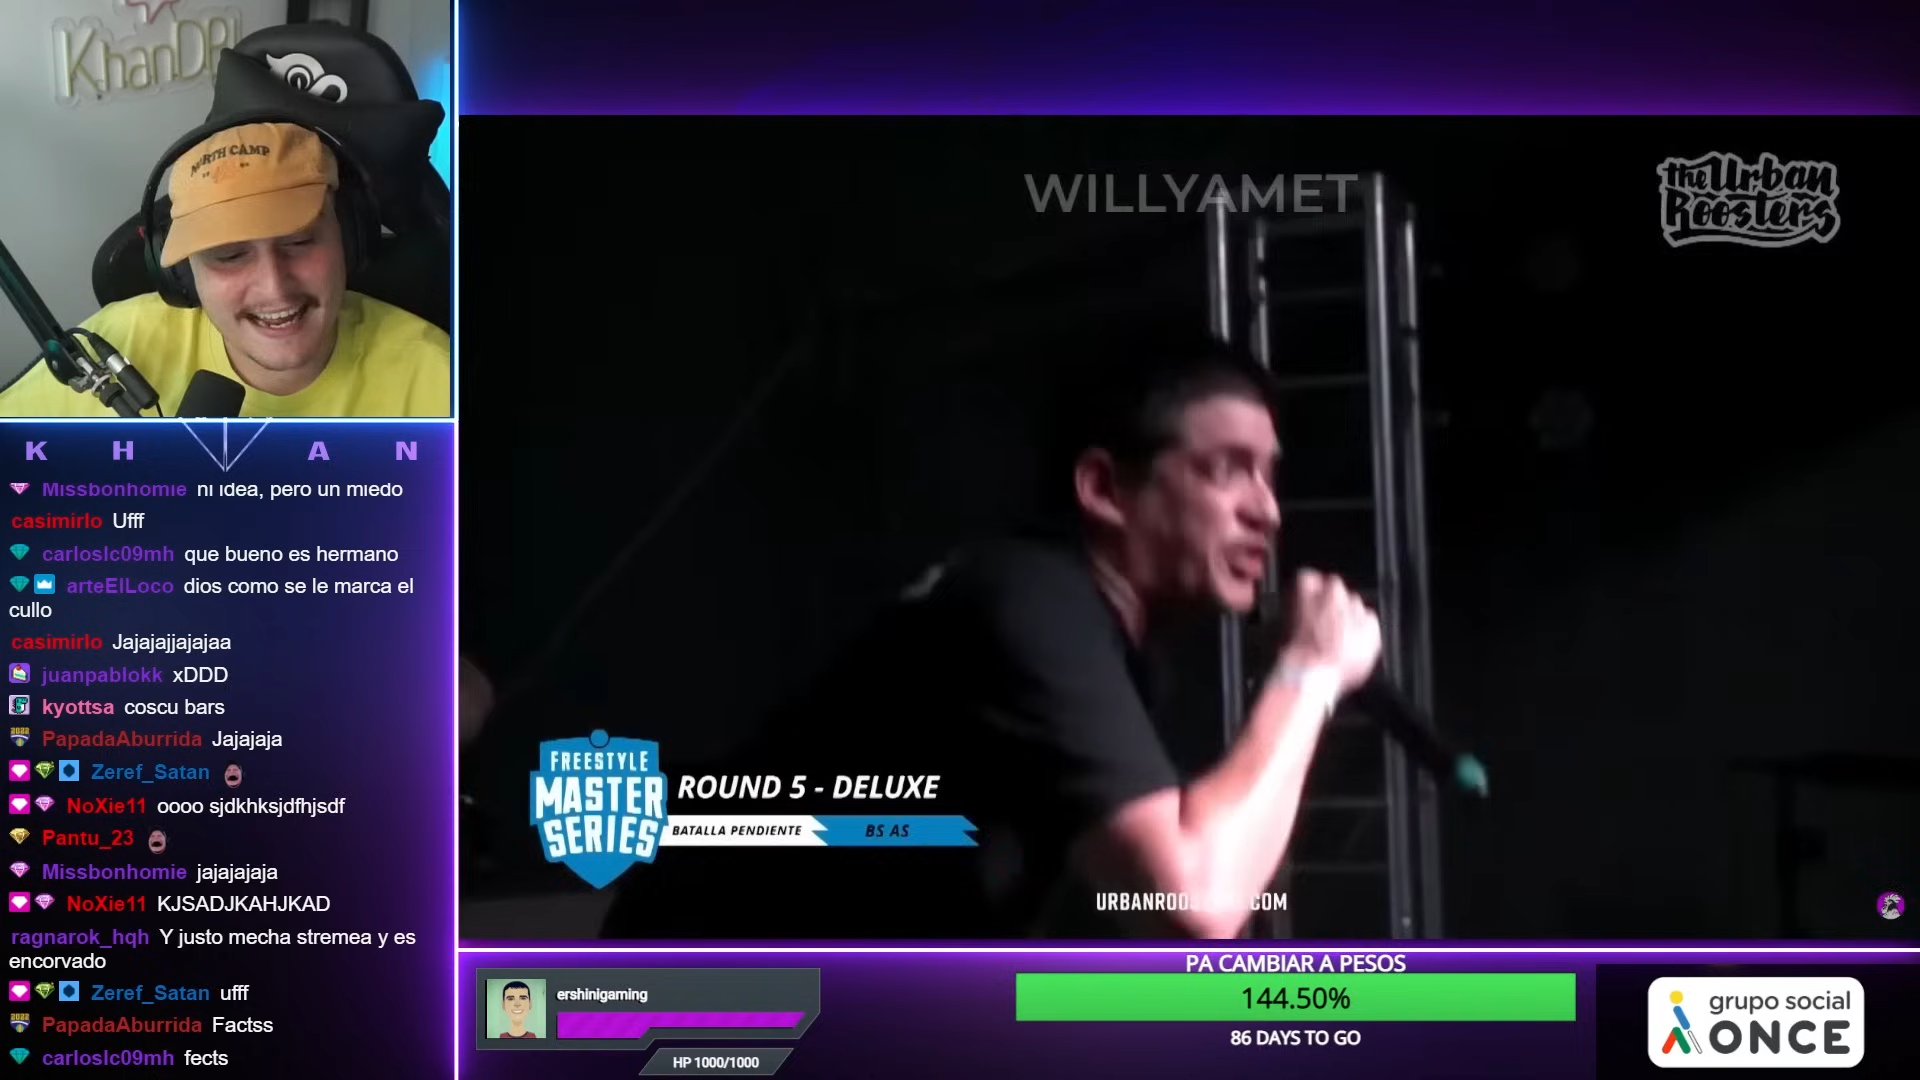 KhanDBL
NORTH CAMP
K H A N
Missbonhomie ni idea, pero un miedo
casimirlo Ufff
carloslc09mh que bueno es hermano
arteElLoco dios como se le marca el
cullo
casimirlo Jajajajjajajaa
juanpablokk xDDD
kyottsa coscu bars
PapadaAburrida Jajajaja
Zeref_Satan
NoXie11 oooo sjdkhksjdfhjsdf
Pantu_23
Missbonhomie jajajajaja
NoXie11 KJSADJKAHJKAD
ragnarok_hqh Y justo mecha stremea y es
encorvado
Zeref_Satan ufff
PapadaAburrida Factss
carloslc09mh fects
WILLYAMET
the Urban
Roosters
FREESTYLE
MASTER
SERIES
ROUND 5 - DELUXE
BATALLA PENDIENTE
BS AS
ershinigaming
HP 1000/1000
PA CAMBIAR A PESOS
144.50%
86 DAYS TO GO
grupo social
ONCE